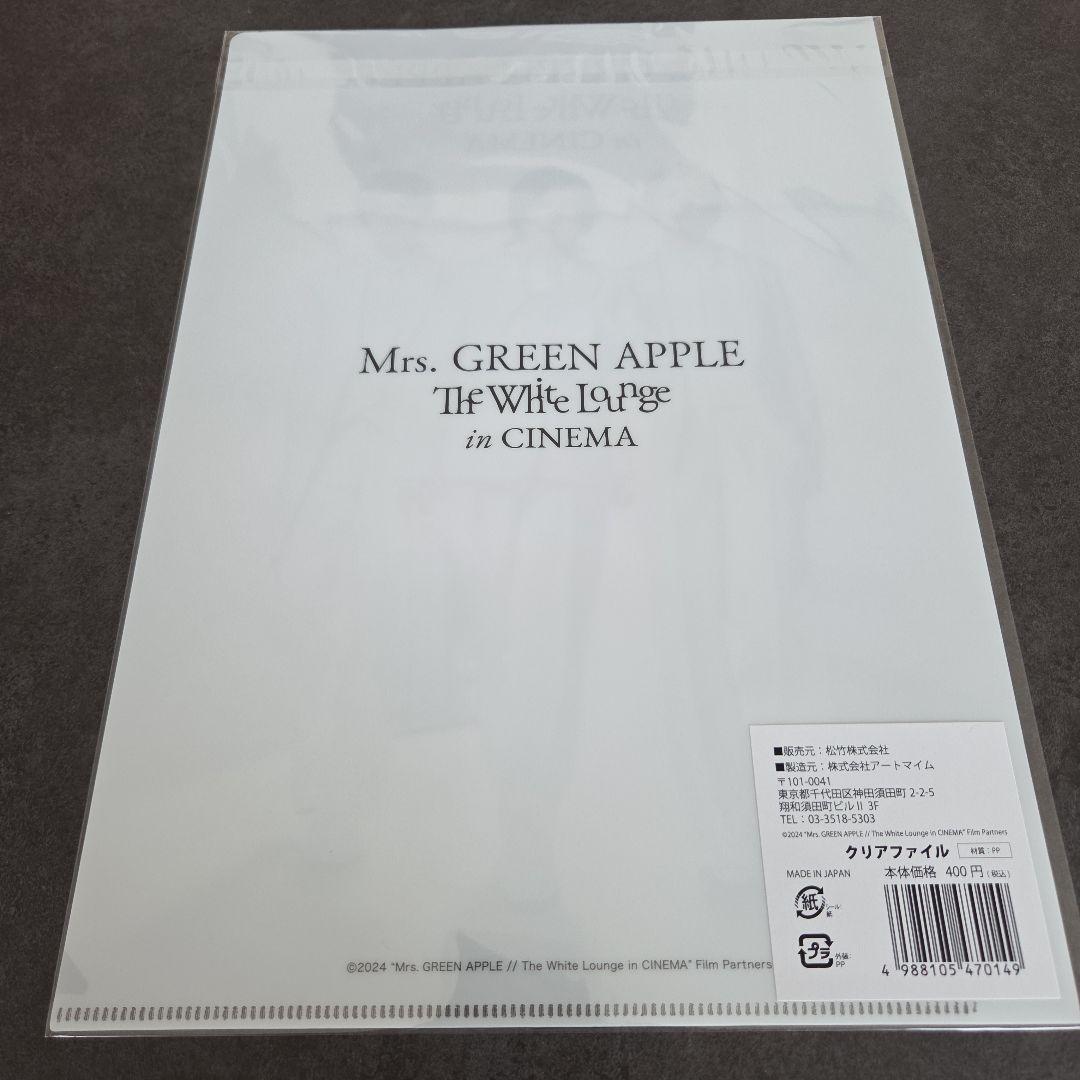 Mrs. GREEN APPLE
The White Lounge
in CINEMA
■販売元：松竹株式会社
■製造元：株式会社アートマイム
〒101-0041
東京都千代田区神田須田町 2-2-5
翔和須田町ビルⅡ 3F
TEL：03-3518-5303
©2024 "Mrs. GREEN APPLE // The White Lounge in CINEMA" Film Partners
クリアファイル 材質：PP
MADE IN JAPAN 本体価格 400円（税込）
紙 シール：紙
プラ 外袋：PP
4 988105 470149
©2024 "Mrs. GREEN APPLE // The White Lounge in CINEMA" Film Partners